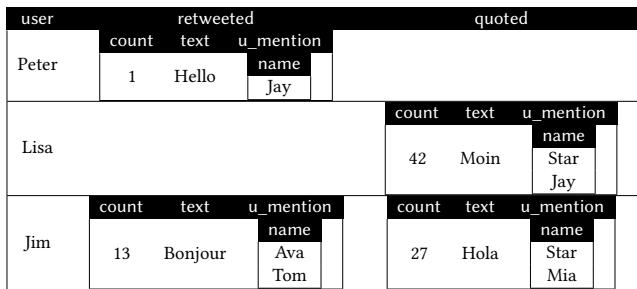 user retweeted quoted
count text u_mention
name
Peter 1 Hello
Jay
count text u_mention
name
Lisa 42 Moin Star
Jay
count text u_mention count text u_mention
name name
Jim 13 Bonjour Ava 27 Hola Star
Tom Mia